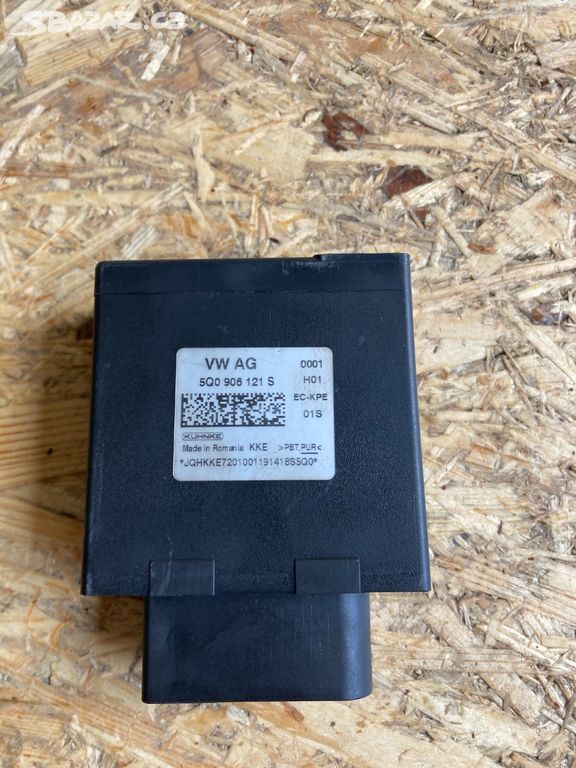 SBAZAR.CZ
VW AG 0001
5Q0 906 121 S H01
EC-KPE
01S
KUHNKE
Made in Romania KKE >PBT,PUR<
*JQHKKE7201001191418S5Q0*